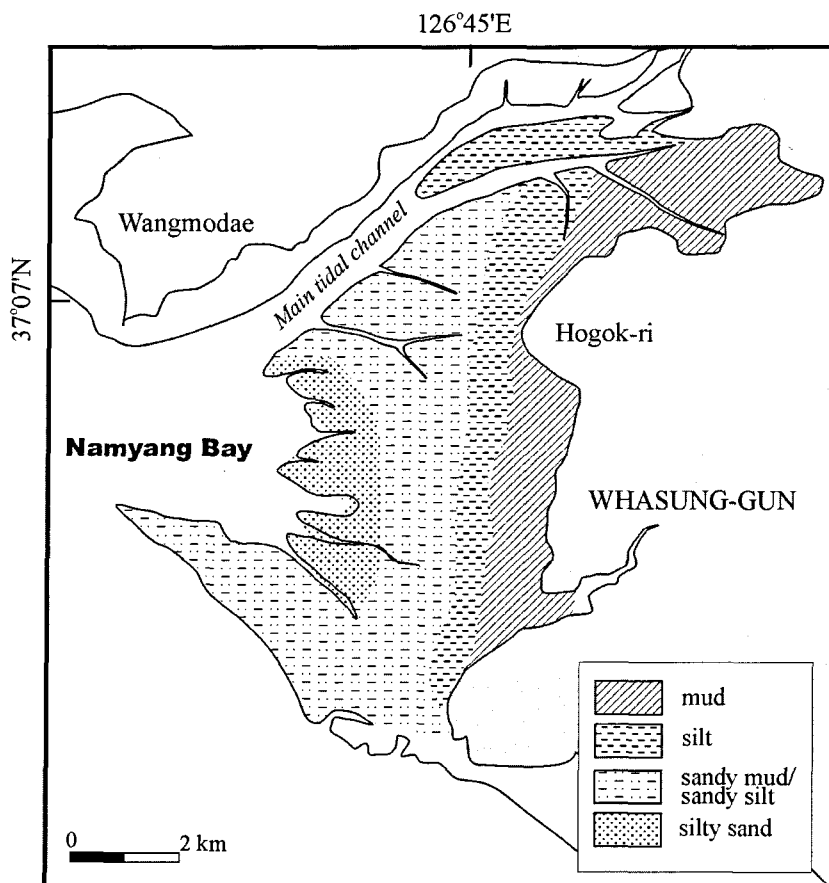 126°45'E
Wangmodae
Main tidal channel
37°07'N
Hogok-ri
Namyang Bay
WHASUNG-GUN
mud
silt
sandy mud/
sandy silt
silty sand
0 2 km